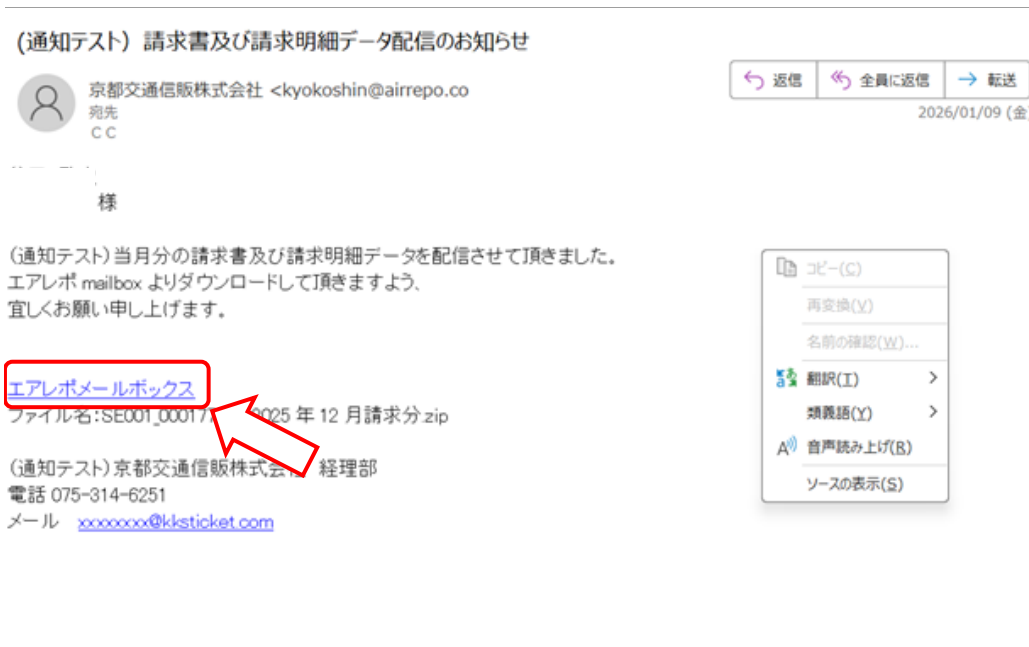 (通知テスト) 請求書及び請求明細データ配信のお知らせ
京都交通信販株式会社 <kyokoshin@airrepo.co
宛先
C C
返信
全員に返信
転送
2026/01/09 (金)
様
(通知テスト)当月分の請求書及び請求明細データを配信させて頂きました。
エアレポ mailbox よりダウンロードして頂きますよう、
宜しくお願い申し上げます。
エアレポメールボックス
ファイル名:SE001_00017 2025 年 12 月請求分.zip
(通知テスト)京都交通信販株式会社 経理部
電話 075-314-6251
メール xxxxxxxx@kksticket.com
コピー(C)
再変換(V)
名前の確認(W)...
翻訳(T)
類義語(Y)
音声読み上げ(R)
ソースの表示(S)